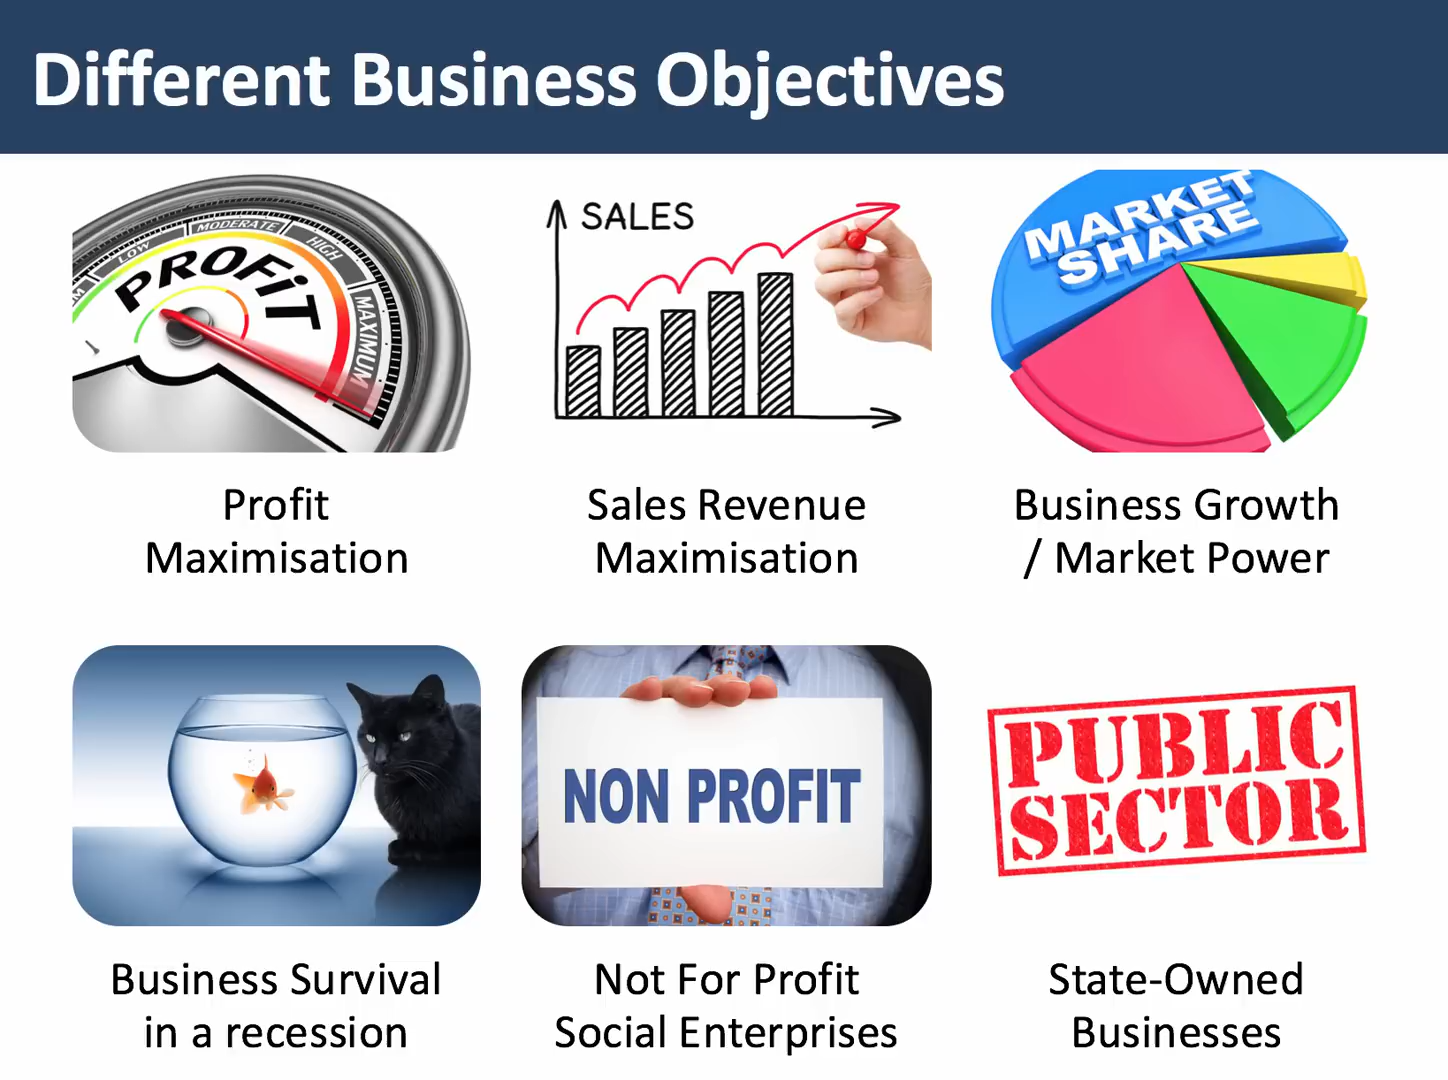 Different Business Objectives
LOW
MODERATE
HIGH
MAXIMUM
PROFiT
SALES
MARKET
SHARE
Profit
Maximisation
Sales Revenue
Maximisation
Business Growth
/ Market Power
NON PROFIT
PUBLIC
SECTOR
Business Survival
in a recession
Not For Profit
Social Enterprises
State-Owned
Businesses